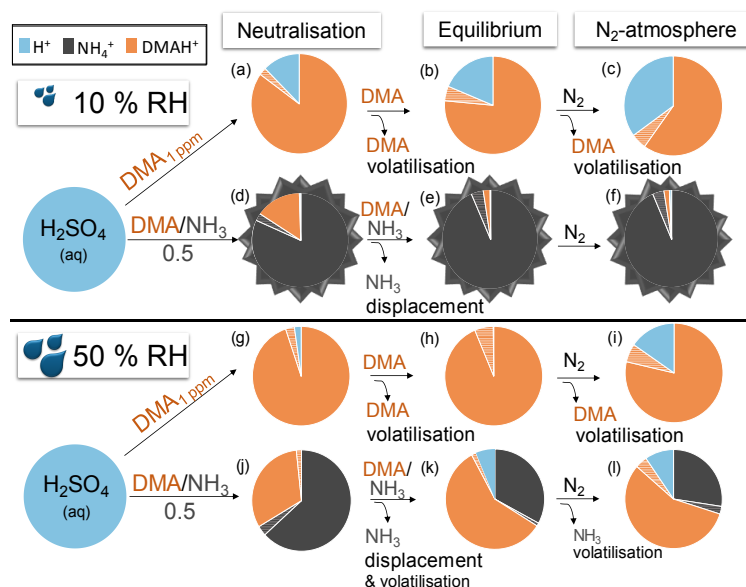 Neutralisation Equilibrium N₂-atmosphere
H⁺ NH₄⁺ DMAH⁺
(a) (b) (c)
10 % RH
DMA N₂
DMA DMA
volatilisation volatilisation
DMA₁ ppm
(d) (e) (f)
H₂SO₄
(aq)
DMA/NH₃
0.5
DMA/
NH₃
N₂
NH₃
displacement
50 % RH
(g) (h) (i)
DMA N₂
DMA DMA
volatilisation volatilisation
DMA₁ ppm
(j) (k) (l)
H₂SO₄
(aq)
DMA/NH₃
0.5
DMA/
NH₃
N₂
NH₃ NH₃
displacement volatilisation
& volatilisation